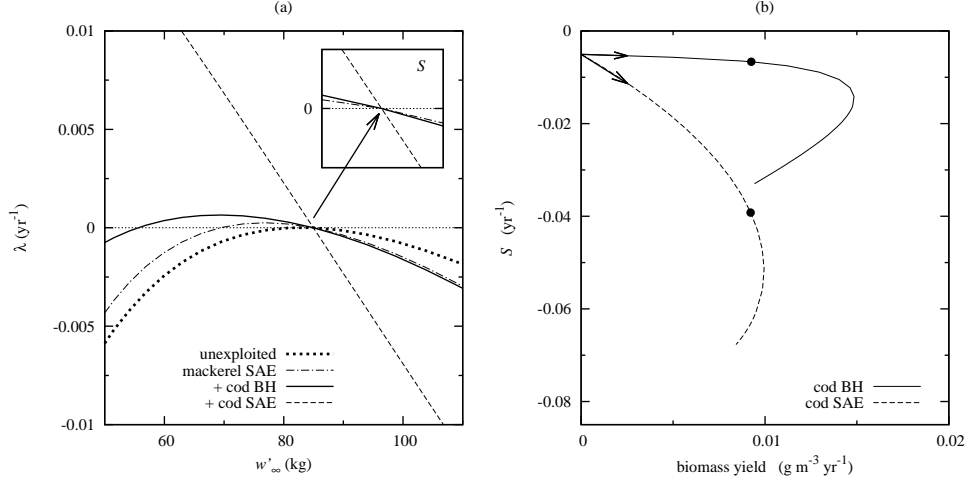 (a)
0.01
0.005
0
-0.005
-0.01
λ (yr⁻¹)
60
80
100
w'∞ (kg)
S
0
unexploited
mackerel SAE
+ cod BH
+ cod SAE
(b)
0
-0.02
-0.04
-0.06
-0.08
S (yr⁻¹)
0
0.01
0.02
biomass yield (g m⁻³ yr⁻¹)
cod BH
cod SAE